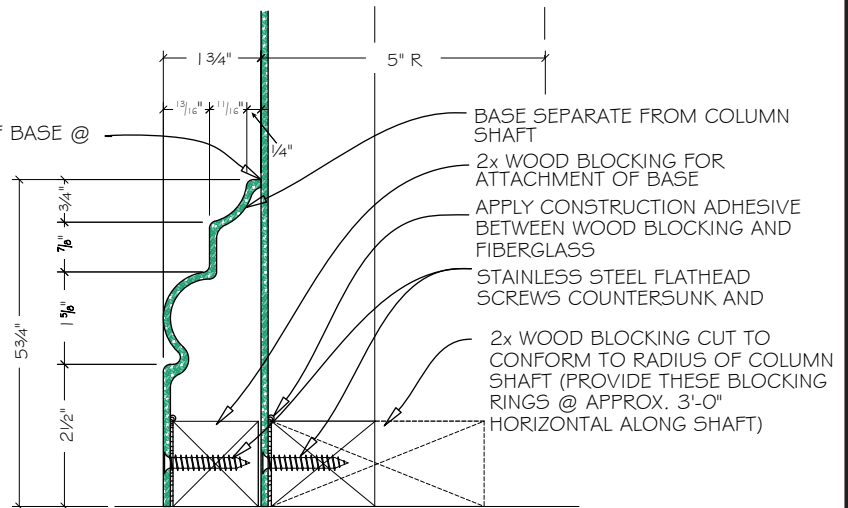 1 3/4"
5" R
13/16"
11/16"
1/4"
BASE @
BASE SEPARATE FROM COLUMN
SHAFT
2x WOOD BLOCKING FOR
ATTACHMENT OF BASE
APPLY CONSTRUCTION ADHESIVE
BETWEEN WOOD BLOCKING AND
FIBERGLASS
STAINLESS STEEL FLATHEAD
SCREWS COUNTERSUNK AND
2x WOOD BLOCKING CUT TO
CONFORM TO RADIUS OF COLUMN
SHAFT (PROVIDE THESE BLOCKING
RINGS @ APPROX. 3'-0"
HORIZONTAL ALONG SHAFT)
3/4"
7/8"
1 5/8"
5 3/4"
2 1/2"